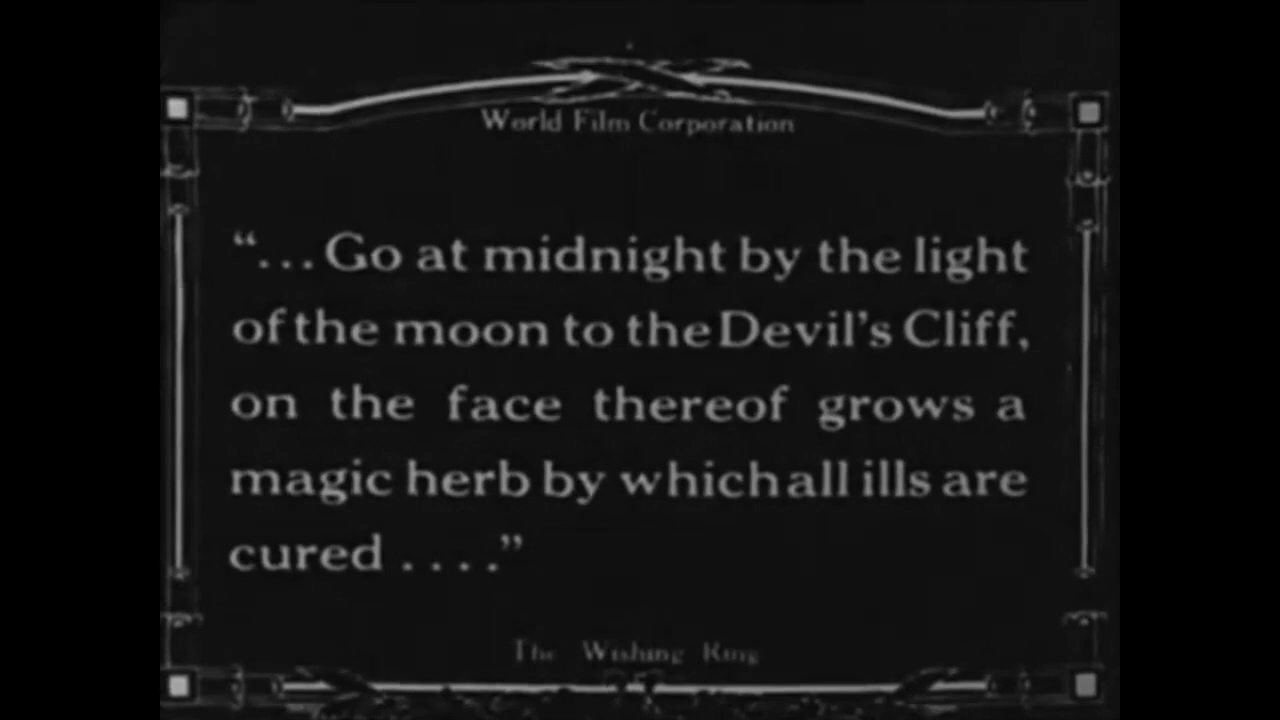 World Film Corporation
“...Go at midnight by the light
of the moon to the Devil’s Cliff,
on the face thereof grows a
magic herb by which all ills are
cured ....”
The Wishing Ring